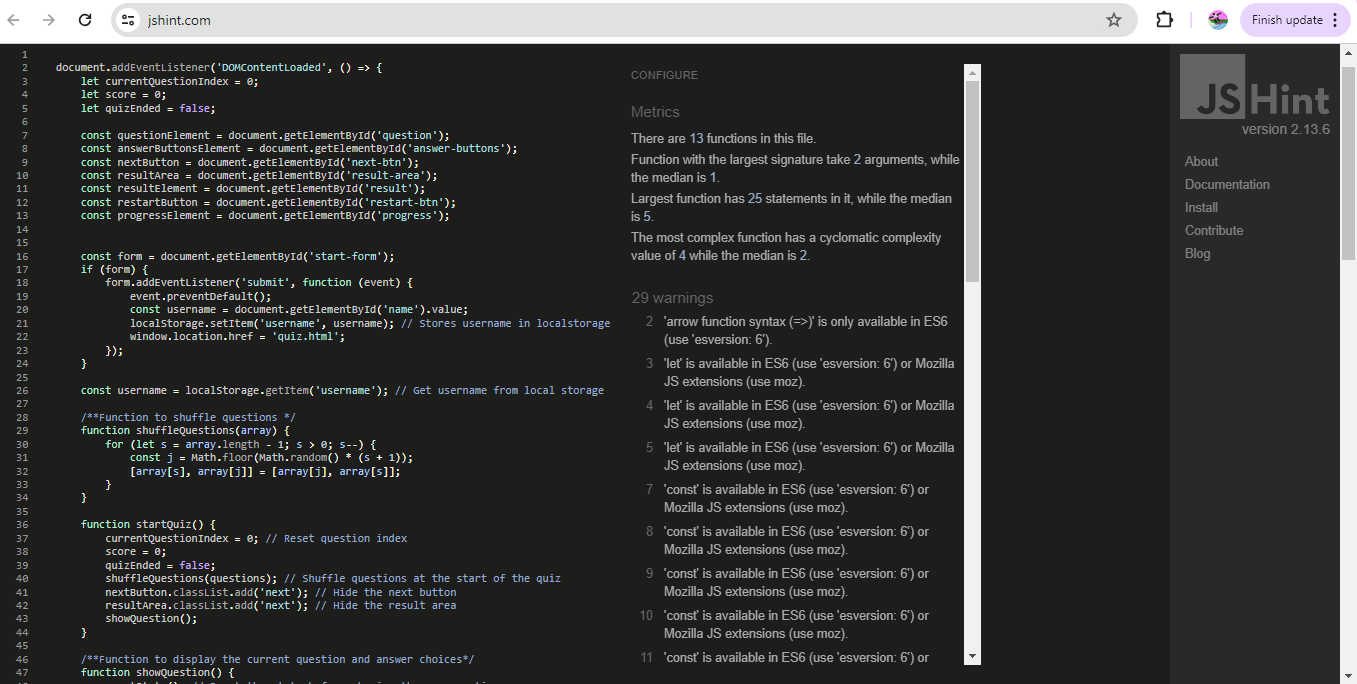 jshint.com
Finish update
1
2 document.addEventListener('DOMContentLoaded', () => {
3 let currentQuestionIndex = 0;
4 let score = 0;
5 let quizEnded = false;
6
7 const questionElement = document.getElementById('question');
8 const answerButtonsElement = document.getElementById('answer-buttons');
9 const nextButton = document.getElementById('next-btn');
10 const resultArea = document.getElementById('result-area');
11 const resultElement = document.getElementById('result');
12 const restartButton = document.getElementById('restart-btn');
13 const progressElement = document.getElementById('progress');
14
15
16 const form = document.getElementById('start-form');
17 if (form) {
18 form.addEventListener('submit', function (event) {
19 event.preventDefault();
20 const username = document.getElementById('name').value;
21 localStorage.setItem('username', username); // Stores username in localstorage
22 window.location.href = 'quiz.html';
23 });
24 }
25
26 const username = localStorage.getItem('username'); // Get username from local storage
27
28 /**Function to shuffle questions */
29 function shuffleQuestions(array) {
30 for (let s = array.length - 1; s > 0; s--) {
31 const j = Math.floor(Math.random() * (s + 1));
32 [array[s], array[j]] = [array[j], array[s]];
33 }
34 }
35
36 function startQuiz() {
37 currentQuestionIndex = 0; // Reset question index
38 score = 0;
39 quizEnded = false;
40 shuffleQuestions(questions); // Shuffle questions at the start of the quiz
41 nextButton.classList.add('next'); // Hide the next button
42 resultArea.classList.add('next'); // Hide the result area
43 showQuestion();
44 }
45
46 /**Function to display the current question and answer choices*/
47 function showQuestion() {
CONFIGURE
Metrics
There are 13 functions in this file.
Function with the largest signature take 2 arguments, while
the median is 1.
Largest function has 25 statements in it, while the median
is 5.
The most complex function has a cyclomatic complexity
value of 4 while the median is 2.
29 warnings
2 'arrow function syntax (=>)' is only available in ES6
(use 'esversion: 6').
3 'let' is available in ES6 (use 'esversion: 6') or Mozilla
JS extensions (use moz).
4 'let' is available in ES6 (use 'esversion: 6') or Mozilla
JS extensions (use moz).
5 'let' is available in ES6 (use 'esversion: 6') or Mozilla
JS extensions (use moz).
7 'const' is available in ES6 (use 'esversion: 6') or
Mozilla JS extensions (use moz).
8 'const' is available in ES6 (use 'esversion: 6') or
Mozilla JS extensions (use moz).
9 'const' is available in ES6 (use 'esversion: 6') or
Mozilla JS extensions (use moz).
10 'const' is available in ES6 (use 'esversion: 6') or
Mozilla JS extensions (use moz).
11 'const' is available in ES6 (use 'esversion: 6') or
JSHint
version 2.13.6
About
Documentation
Install
Contribute
Blog